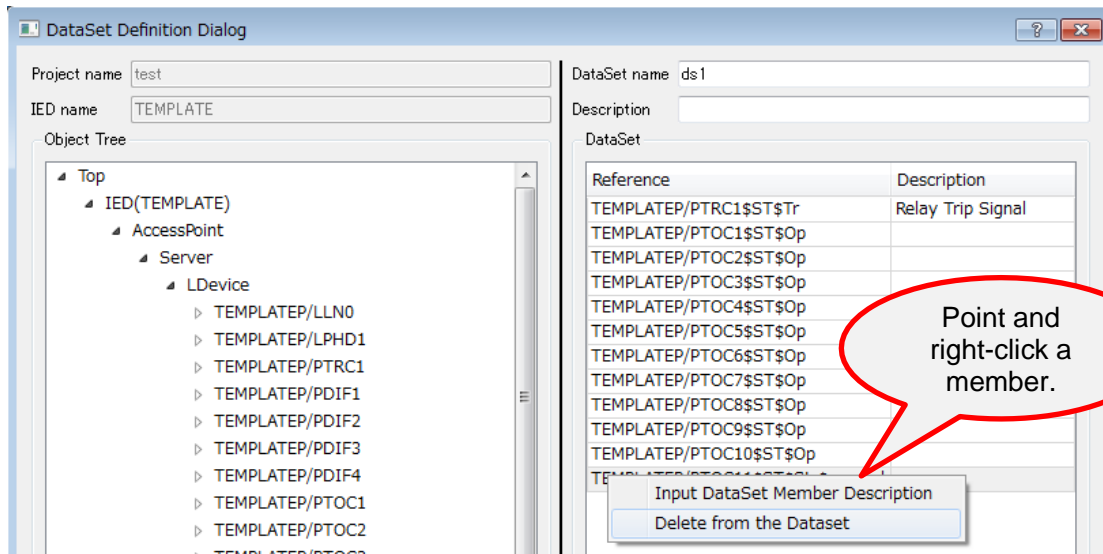 DataSet Definition Dialog
Project name test
IED name TEMPLATE
Object Tree
Top
IED(TEMPLATE)
AccessPoint
Server
LDevice
TEMPLATEP/LLN0
TEMPLATEP/LPHD1
TEMPLATEP/PTRC1
TEMPLATEP/PDIF1
TEMPLATEP/PDIF2
TEMPLATEP/PDIF3
TEMPLATEP/PDIF4
TEMPLATEP/PTOC1
TEMPLATEP/PTOC2
DataSet name ds1
Description
DataSet
Reference Description
TEMPLATEP/PTRC1$ST$Tr Relay Trip Signal
TEMPLATEP/PTOC1$ST$Op
TEMPLATEP/PTOC2$ST$Op
TEMPLATEP/PTOC3$ST$Op
TEMPLATEP/PTOC4$ST$Op
TEMPLATEP/PTOC5$ST$Op
TEMPLATEP/PTOC6$ST$Op
TEMPLATEP/PTOC7$ST$Op
TEMPLATEP/PTOC8$ST$Op
TEMPLATEP/PTOC9$ST$Op
TEMPLATEP/PTOC10$ST$Op
Input DataSet Member Description
Delete from the Dataset
Point and
right-click a
member.